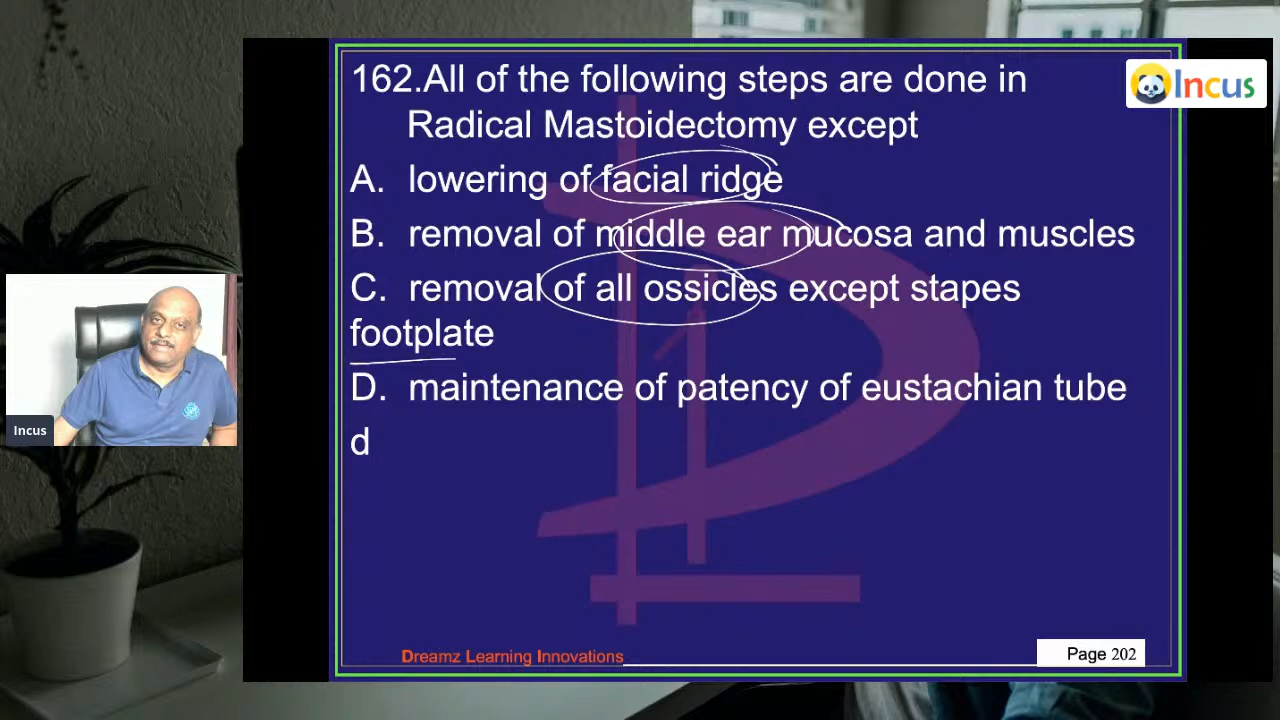 162.All of the following steps are done in
Radical Mastoidectomy except
A. lowering of facial ridge
B. removal of middle ear mucosa and muscles
C. removal of all ossicles except stapes
footplate
D. maintenance of patency of eustachian tube
d
Dreamz Learning Innovations
Page 202
Incus
Incus